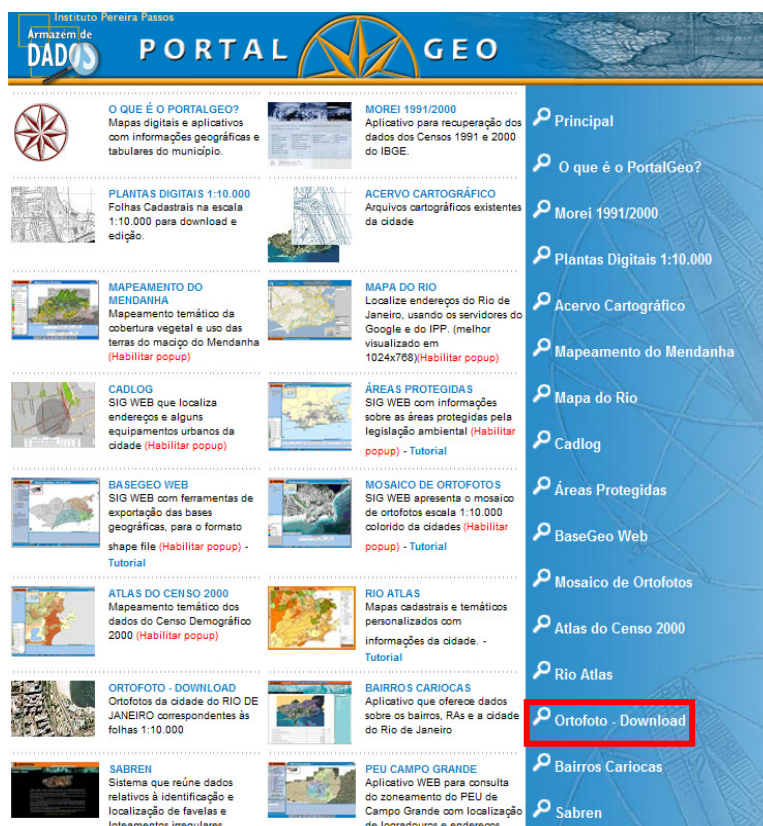 Instituto Pereira Passos
Armazém de
DADOS
PORTAL GEO
O QUE É O PORTALGEO?
Mapas digitais e aplicativos
com informações geográficas e
tabulares do município.
MOREI 1991/2000
Aplicativo para recuperação dos
dados dos Censos 1991 e 2000
do IBGE.
PLANTAS DIGITAIS 1:10.000
Folhas Cadastrais na escala
1:10.000 para download e
edição.
ACERVO CARTOGRÁFICO
Arquivos cartográficos existentes
da cidade
MAPEAMENTO DO
MENDANHA
Mapeamento temático da
cobertura vegetal e uso das
terras do maciço do Mendanha
(Habilitar popup)
MAPA DO RIO
Localize endereços do Rio de
Janeiro, usando os servidores do
Google e do IPP. (melhor
visualizado em
1024x768)(Habilitar popup)
CADLOG
SIG WEB que localiza
endereços e alguns
equipamentos urbanos da
cidade (Habilitar popup)
ÁREAS PROTEGIDAS
SIG WEB com informações
sobre as áreas protegidas pela
legislação ambiental (Habilitar
popup) - Tutorial
BASEGEO WEB
SIG WEB com ferramentas de
exportação das bases
geográficas, para o formato
shape file (Habilitar popup) -
Tutorial
MOSAICO DE ORTOFOTOS
SIG WEB apresenta o mosaico
de ortofotos escala 1:10.000
colorido da cidades (Habilitar
popup) - Tutorial
ATLAS DO CENSO 2000
Mapeamento temático dos
dados do Censo Demográfico
2000 (Habilitar popup)
RIO ATLAS
Mapas cadastrais e temáticos
personalizados com
informações da cidade. -
Tutorial
ORTOFOTO - DOWNLOAD
Ortofotos da cidade do RIO DE
JANEIRO correspondentes às
folhas 1:10.000
BAIRROS CARIOCAS
Aplicativo que oferece dados
sobre os bairros, RAs e a cidade
do Rio de Janeiro
SABREN
Sistema que reúne dados
relativos à identificação e
localização de favelas e
loteamentos irregulares
PEU CAMPO GRANDE
Aplicativo WEB para consulta
do zoneamento do PEU de
Campo Grande com localização
de logradouros e endereços
Principal
O que é o PortalGeo?
Morei 1991/2000
Plantas Digitais 1:10.000
Acervo Cartográfico
Mapeamento do Mendanha
Mapa do Rio
Cadlog
Áreas Protegidas
BaseGeo Web
Mosaico de Ortofotos
Atlas do Censo 2000
Rio Atlas
Ortofoto - Download
Bairros Cariocas
Sabren